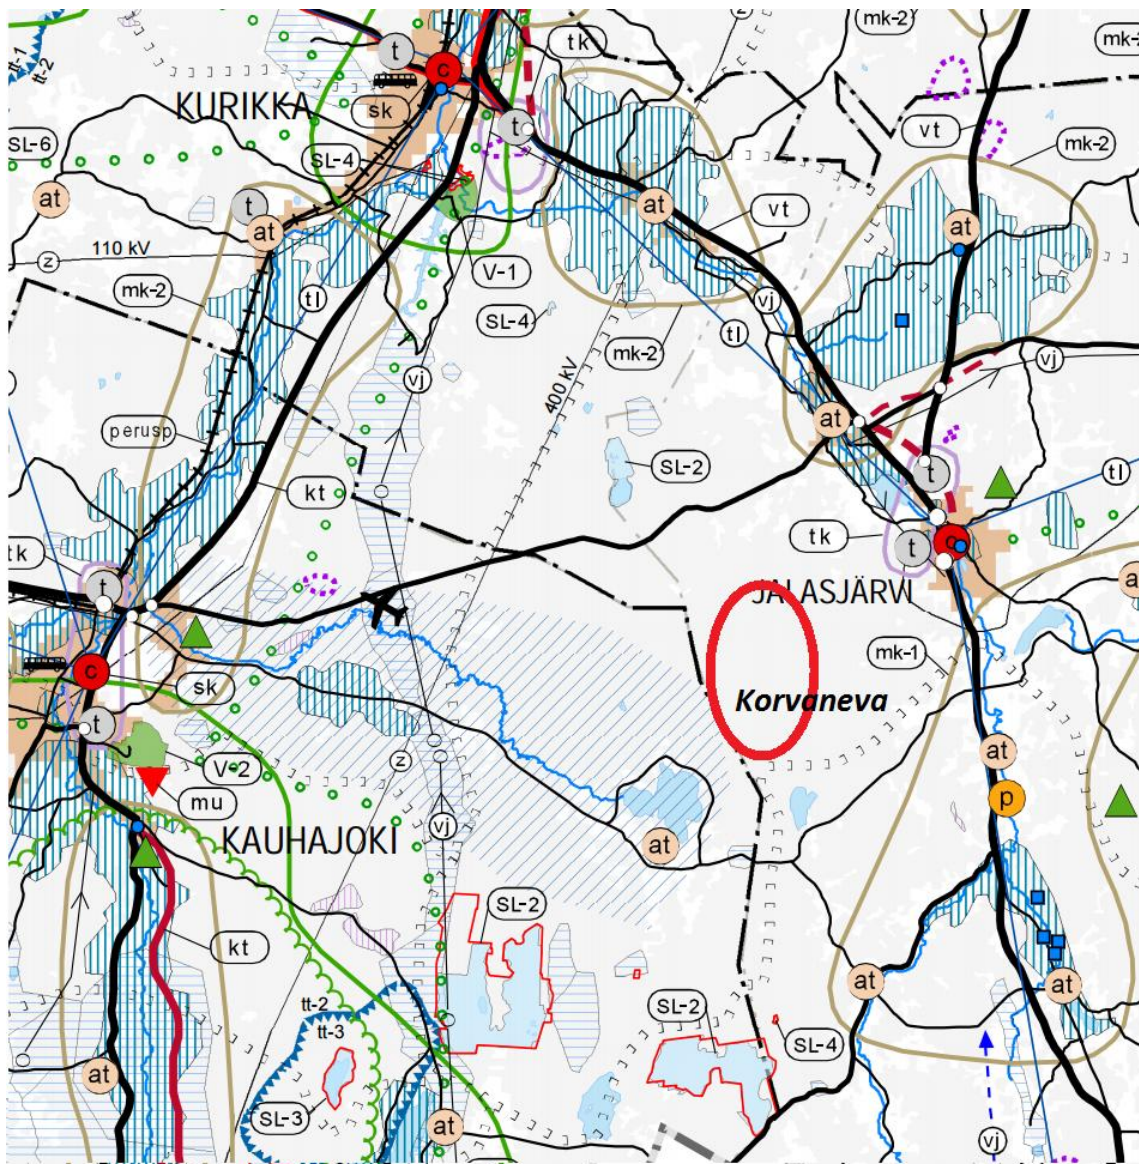 mk-2
z
mk-2
tt-1
tt-2
t
c
tk
KURIKKA
sk
t
vt
mk-2
SL-6
SL-4
at
t
at
at
vt
at
110 kV
z
V-1
mk-2
tl
SL-4
vj
tl
mk-2
400 kV
vj
vj
perusp
at
kt
SL-2
t
tl
tk
t
tk
t
c
JALASJÄRVI
at
mk-1
c
sk
Korvaneva
t
V-2
z
at
mu
p
KAUHAJOKI
vj
at
SL-2
kt
at
SL-2
at
tt-2
tt-3
SL-4
at
SL-3
at
vj